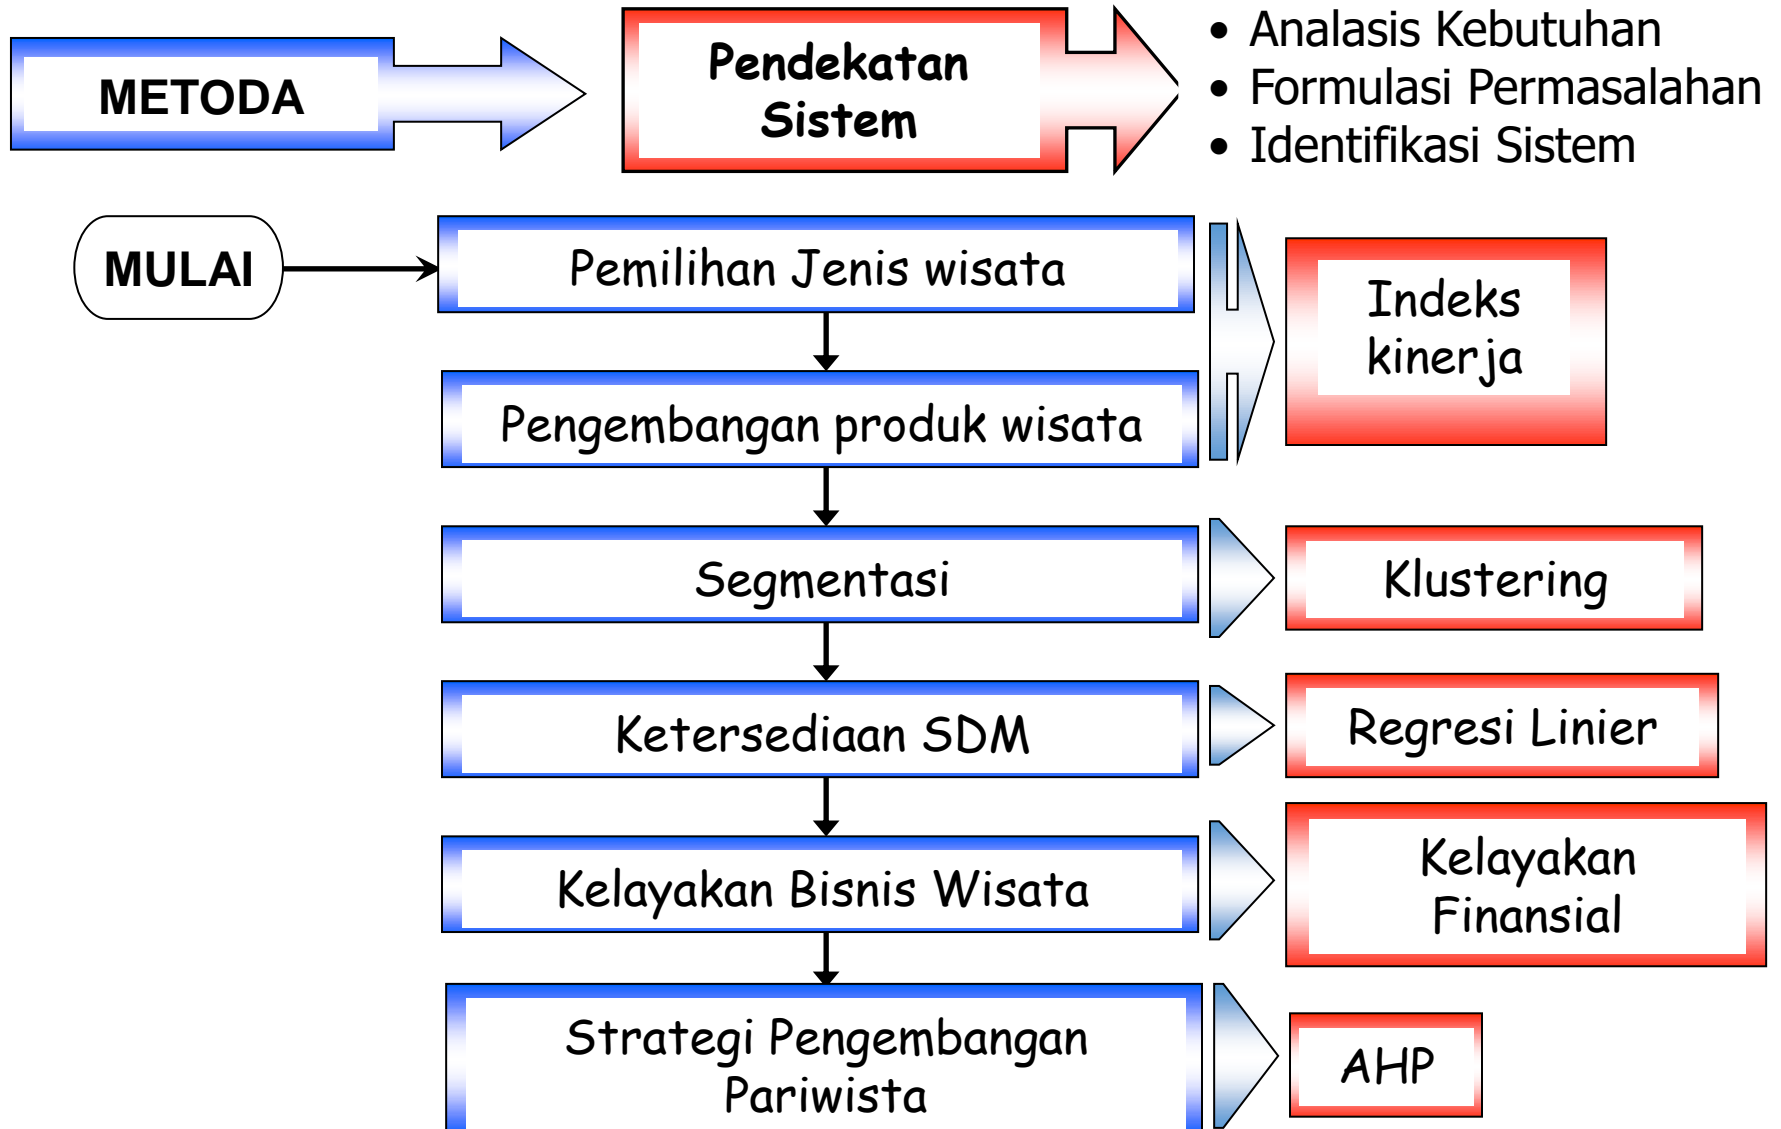 METODA
Pendekatan
Sistem
• Analasis Kebutuhan
• Formulasi Permasalahan
• Identifikasi Sistem
MULAI
Pemilihan Jenis wisata
Indeks
kinerja
Pengembangan produk wisata
Segmentasi
Klustering
Ketersediaan SDM
Regresi Linier
Kelayakan Bisnis Wisata
Kelayakan
Finansial
Strategi Pengembangan
Pariwista
AHP